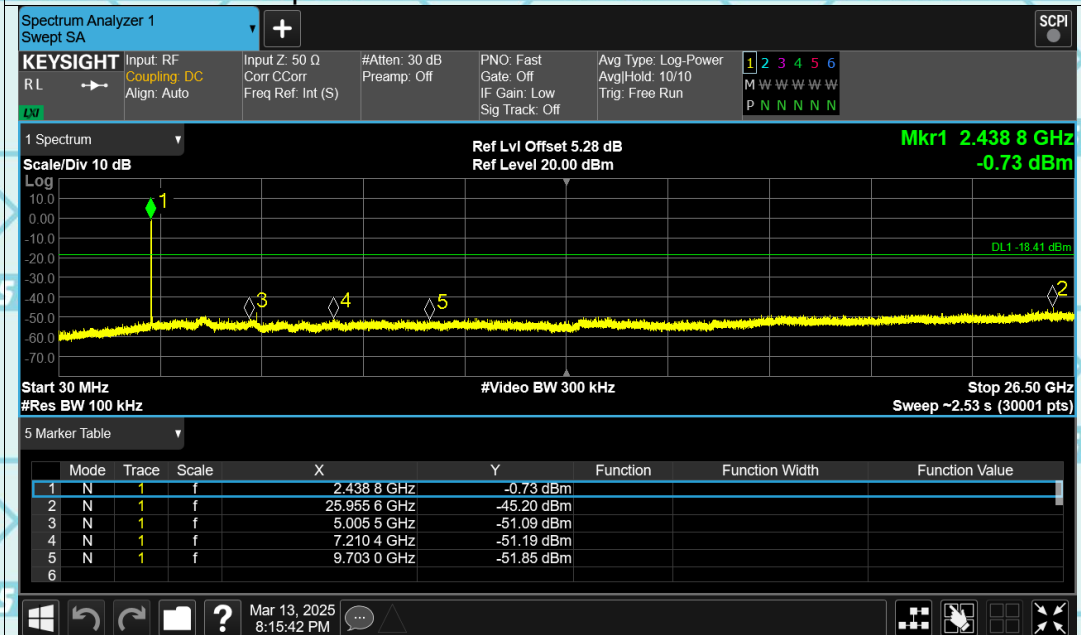 Spectrum Analyzer 1
Swept SA
SCPI
KEYSIGHT
R L
LXI
Input: RF
Coupling: DC
Align: Auto
Input Z: 50 Ω
Corr CCorr
Freq Ref: Int (S)
#Atten: 30 dB
Preamp: Off
PNO: Fast
Gate: Off
IF Gain: Low
Sig Track: Off
Avg Type: Log-Power
Avg|Hold: 10/10
Trig: Free Run
1 2 3 4 5 6
M W W W W W
P N N N N N
1 Spectrum
Scale/Div 10 dB
Log
Ref Lvl Offset 5.28 dB
Ref Level 20.00 dBm
Mkr1 2.438 8 GHz
-0.73 dBm
10.0
0.00
-10.0
-20.0
-30.0
-40.0
-50.0
-60.0
-70.0
1
3
4
5
2
DL1 -18.41 dBm
Start 30 MHz
#Res BW 100 kHz
#Video BW 300 kHz
Stop 26.50 GHz
Sweep ~2.53 s (30001 pts)
5 Marker Table
Mode Trace Scale X Y Function Function Width Function Value
1 N 1 f 2.438 8 GHz -0.73 dBm
2 N 1 f 25.955 6 GHz -45.20 dBm
3 N 1 f 5.005 5 GHz -51.09 dBm
4 N 1 f 7.210 4 GHz -51.19 dBm
5 N 1 f 9.703 0 GHz -51.85 dBm
6
?
Mar 13, 2025
8:15:42 PM